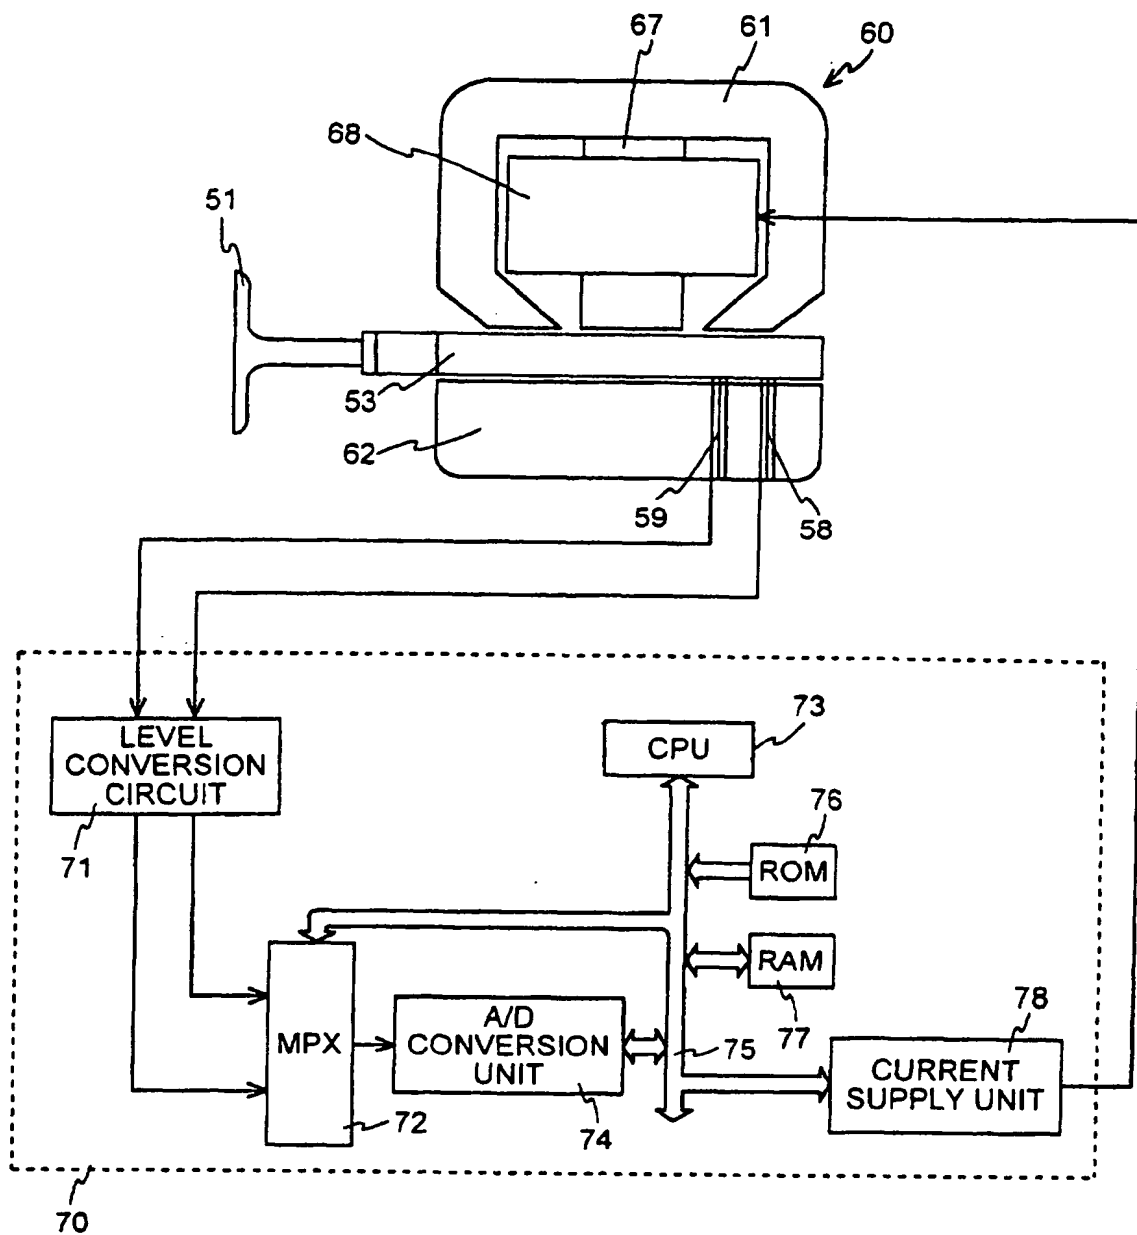 67
61
60
68
51
53
62
59
58
LEVEL
CONVERSION
CIRCUIT
71
CPU
73
76
ROM
RAM
77
MPX
72
A/D
CONVERSION
UNIT
74
75
78
CURRENT
SUPPLY UNIT
70